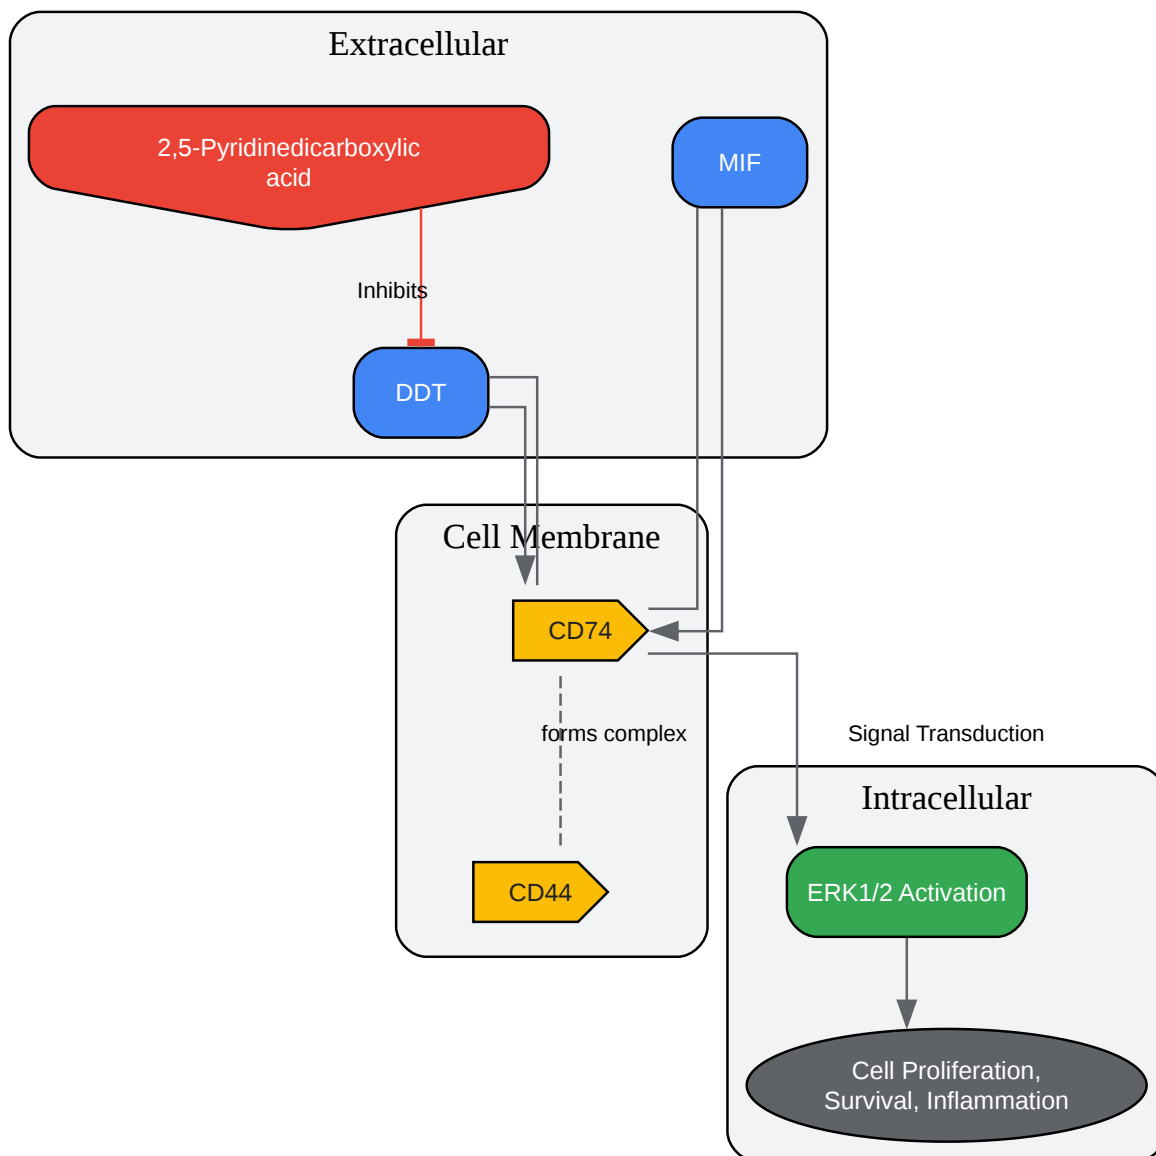 Extracellular
2,5-Pyridinedicarboxylic
acid
MIF
Inhibits
DDT
Cell Membrane
CD74
forms complex
Signal Transduction
Intracellular
CD44
ERK1/2 Activation
Cell Proliferation,
Survival, Inflammation